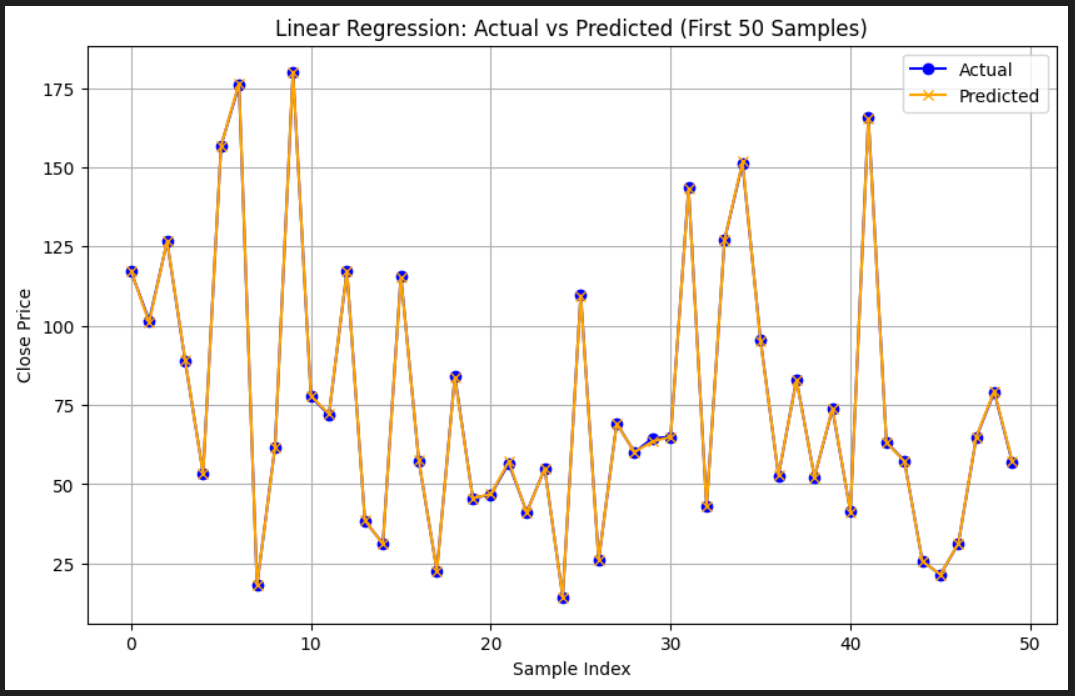 Linear Regression: Actual vs Predicted (First 50 Samples)
Actual
Predicted
175
150
125
100
75
50
25
Close Price
0 10 20 30 40 50
Sample Index